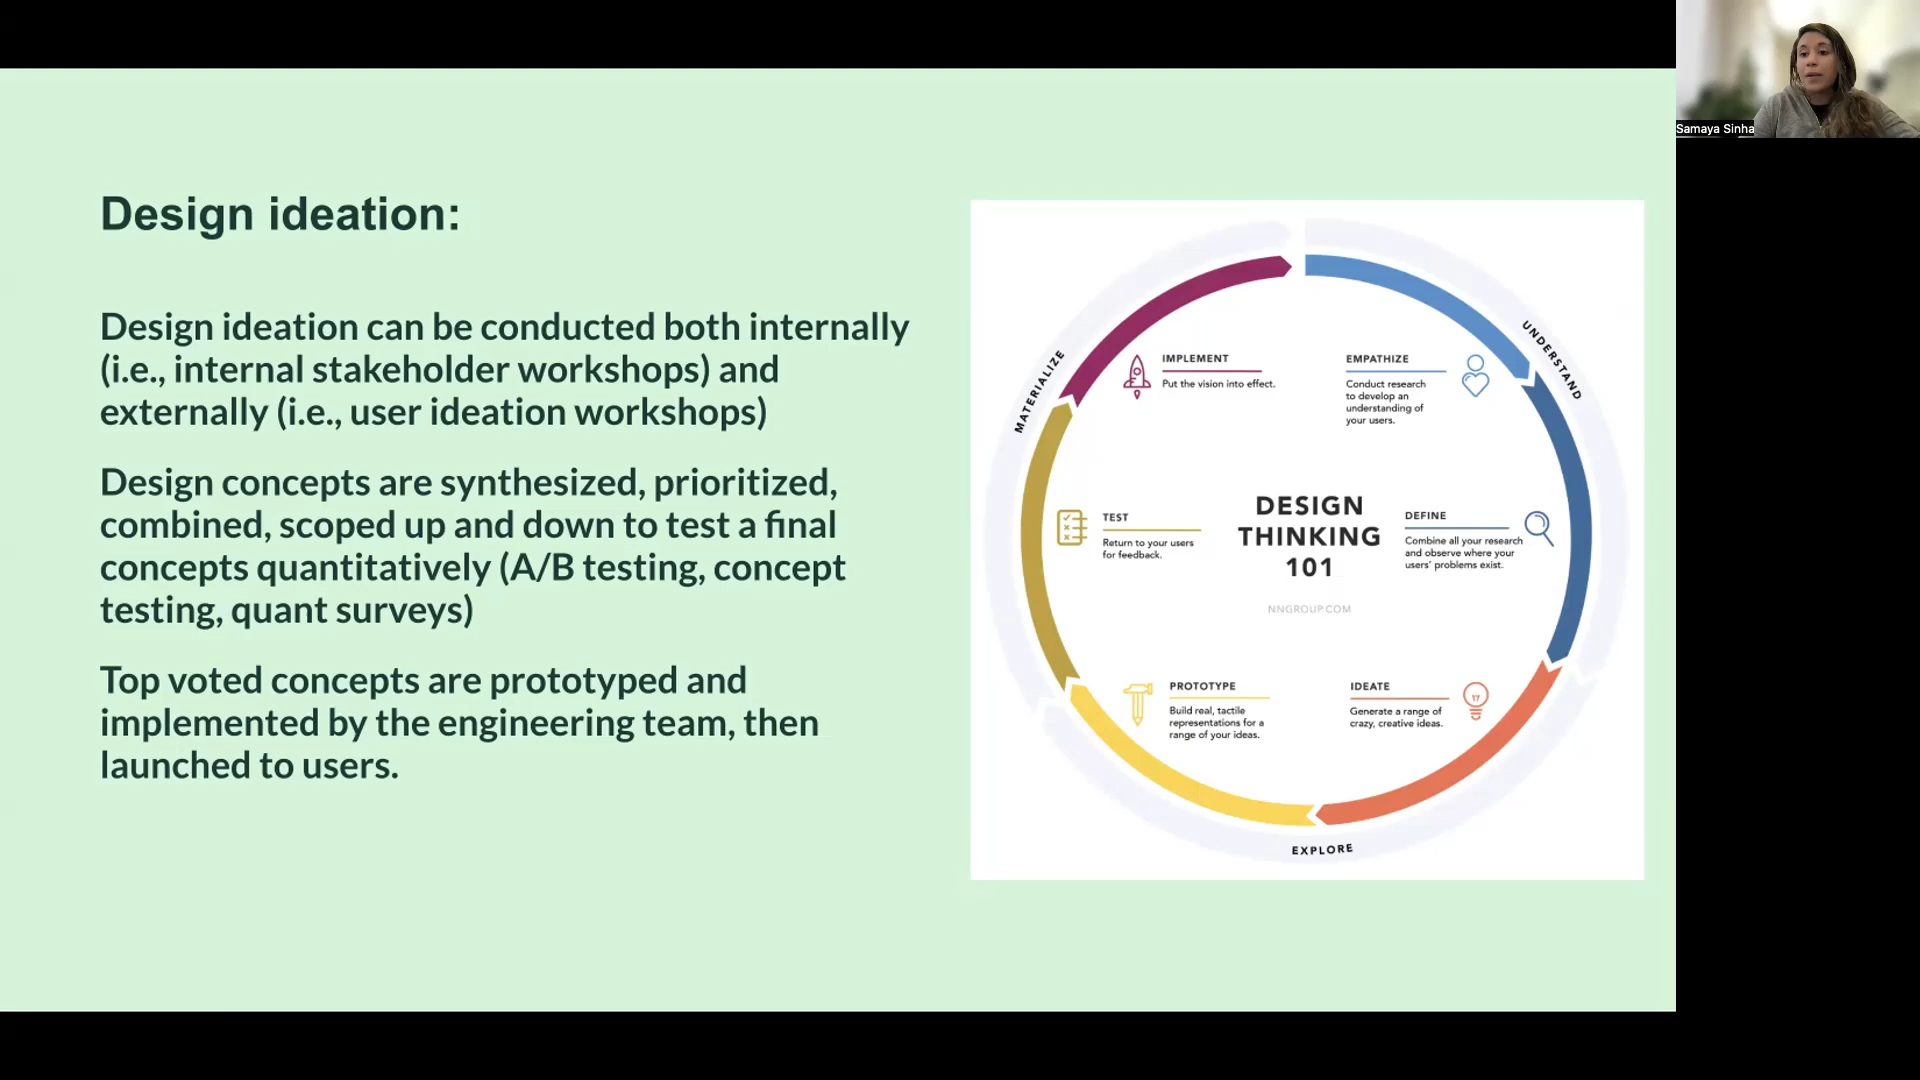 Samaya Sinha
Design ideation:
Design ideation can be conducted both internally
(i.e., internal stakeholder workshops) and
externally (i.e., user ideation workshops)
Design concepts are synthesized, prioritized,
combined, scoped up and down to test a final
concepts quantitatively (A/B testing, concept
testing, quant surveys)
Top voted concepts are prototyped and
implemented by the engineering team, then
launched to users.
UNDERSTAND
EMPATHIZE
Conduct research
to develop an
understanding of
your users.
DEFINE
Combine all your research
and observe where your
users' problems exist.
EXPLORE
IDEATE
Generate a range of
crazy, creative ideas.
PROTOTYPE
Build real, tactile
representations for a
range of your ideas.
MATERIALIZE
TEST
Return to your users
for feedback.
IMPLEMENT
Put the vision into effect.
DESIGN
THINKING
101
NNGROUP.COM